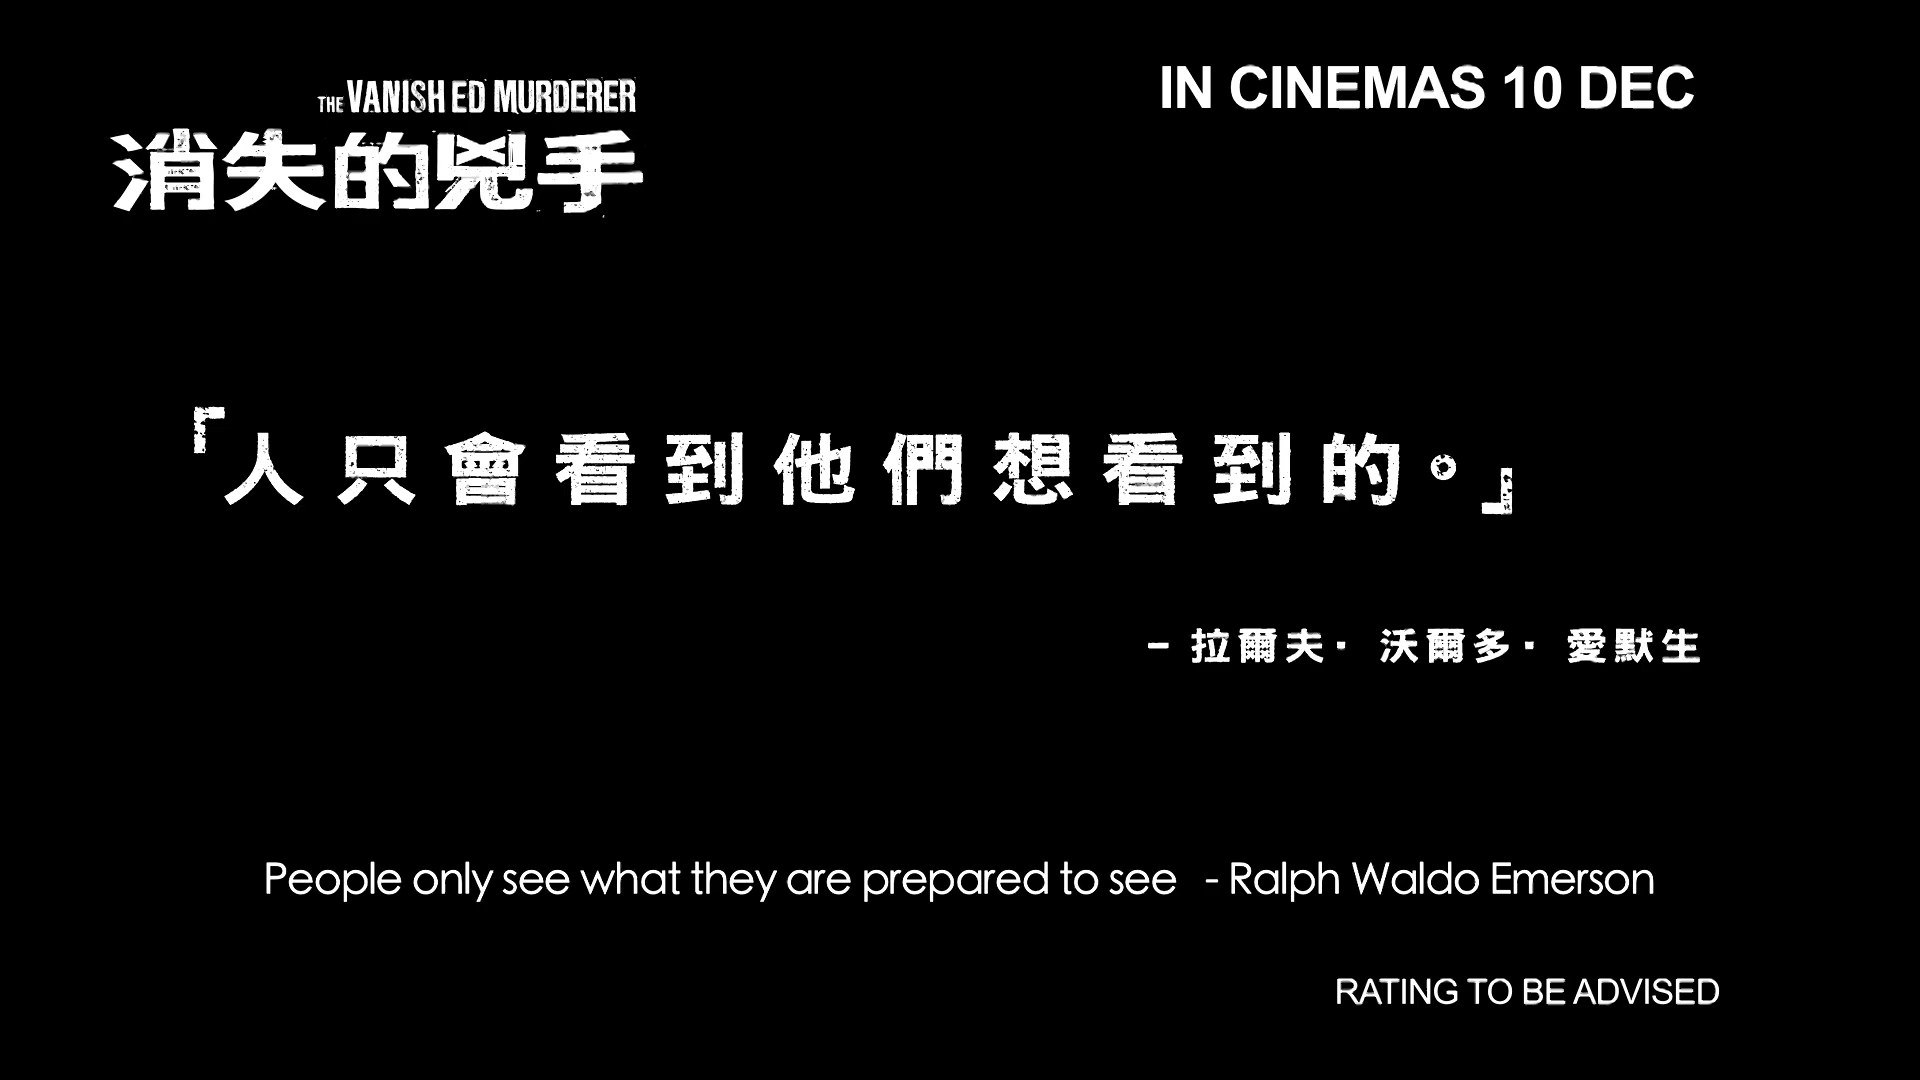 THE VANISHED MURDERER
消失的兇手
IN CINEMAS 10 DEC
「人只會看到他們想看到的。」
- 拉爾夫· 沃爾多· 愛默生
People only see what they are prepared to see - Ralph Waldo Emerson
RATING TO BE ADVISED